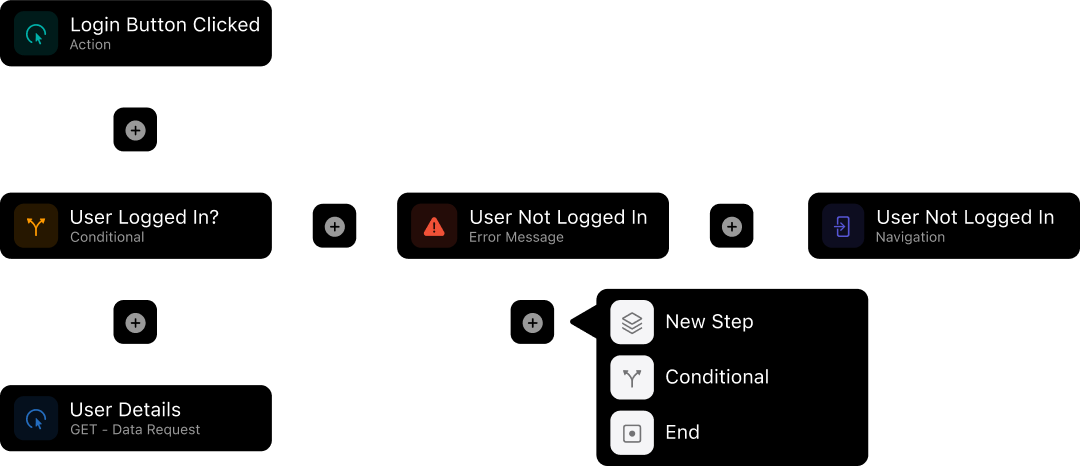 Login Button Clicked
Action
User Logged In?
Conditional
User Not Logged In
Error Message
User Not Logged In
Navigation
New Step
Conditional
End
User Details
GET - Data Request